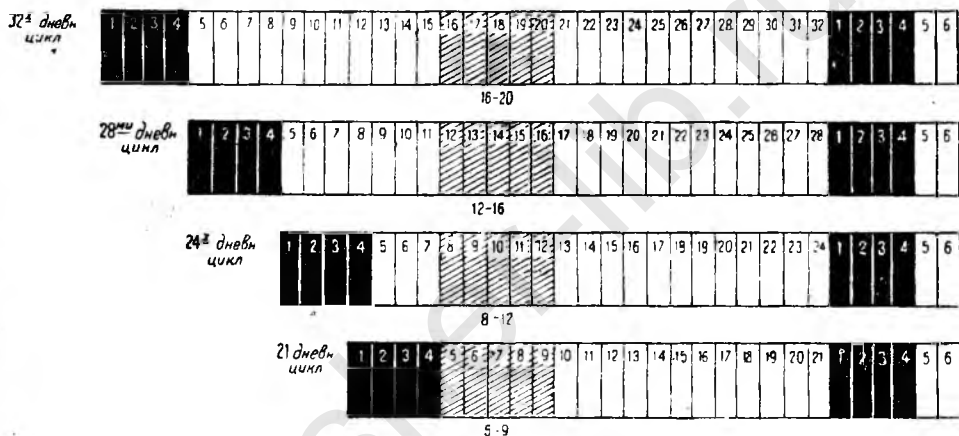 32ᵡ дневн 1 2 3 4 5 6 7 8 9 10 11 12 13 14 15 16 17 18 19 20 21 22 23 24 25 26 27 28 29 30 31 32 1 2 3 4 5 6
цикл
16-20
28ми дневн 1 2 3 4 5 6 7 8 9 10 11 12 13 14 15 16 17 18 19 20 21 22 23 24 25 26 27 28 1 2 3 4 5 6
цикл
12-16
24ᵡ дневн 1 2 3 4 5 6 7 8 9 10 11 12 13 14 15 16 17 18 19 20 21 22 23 24 1 2 3 4 5 6
цикл
8-12
21 дневн 1 2 3 4 5 6 7 8 9 10 11 12 13 14 15 16 17 18 19 20 21 1 2 3 4 5 6
цикл
5-9